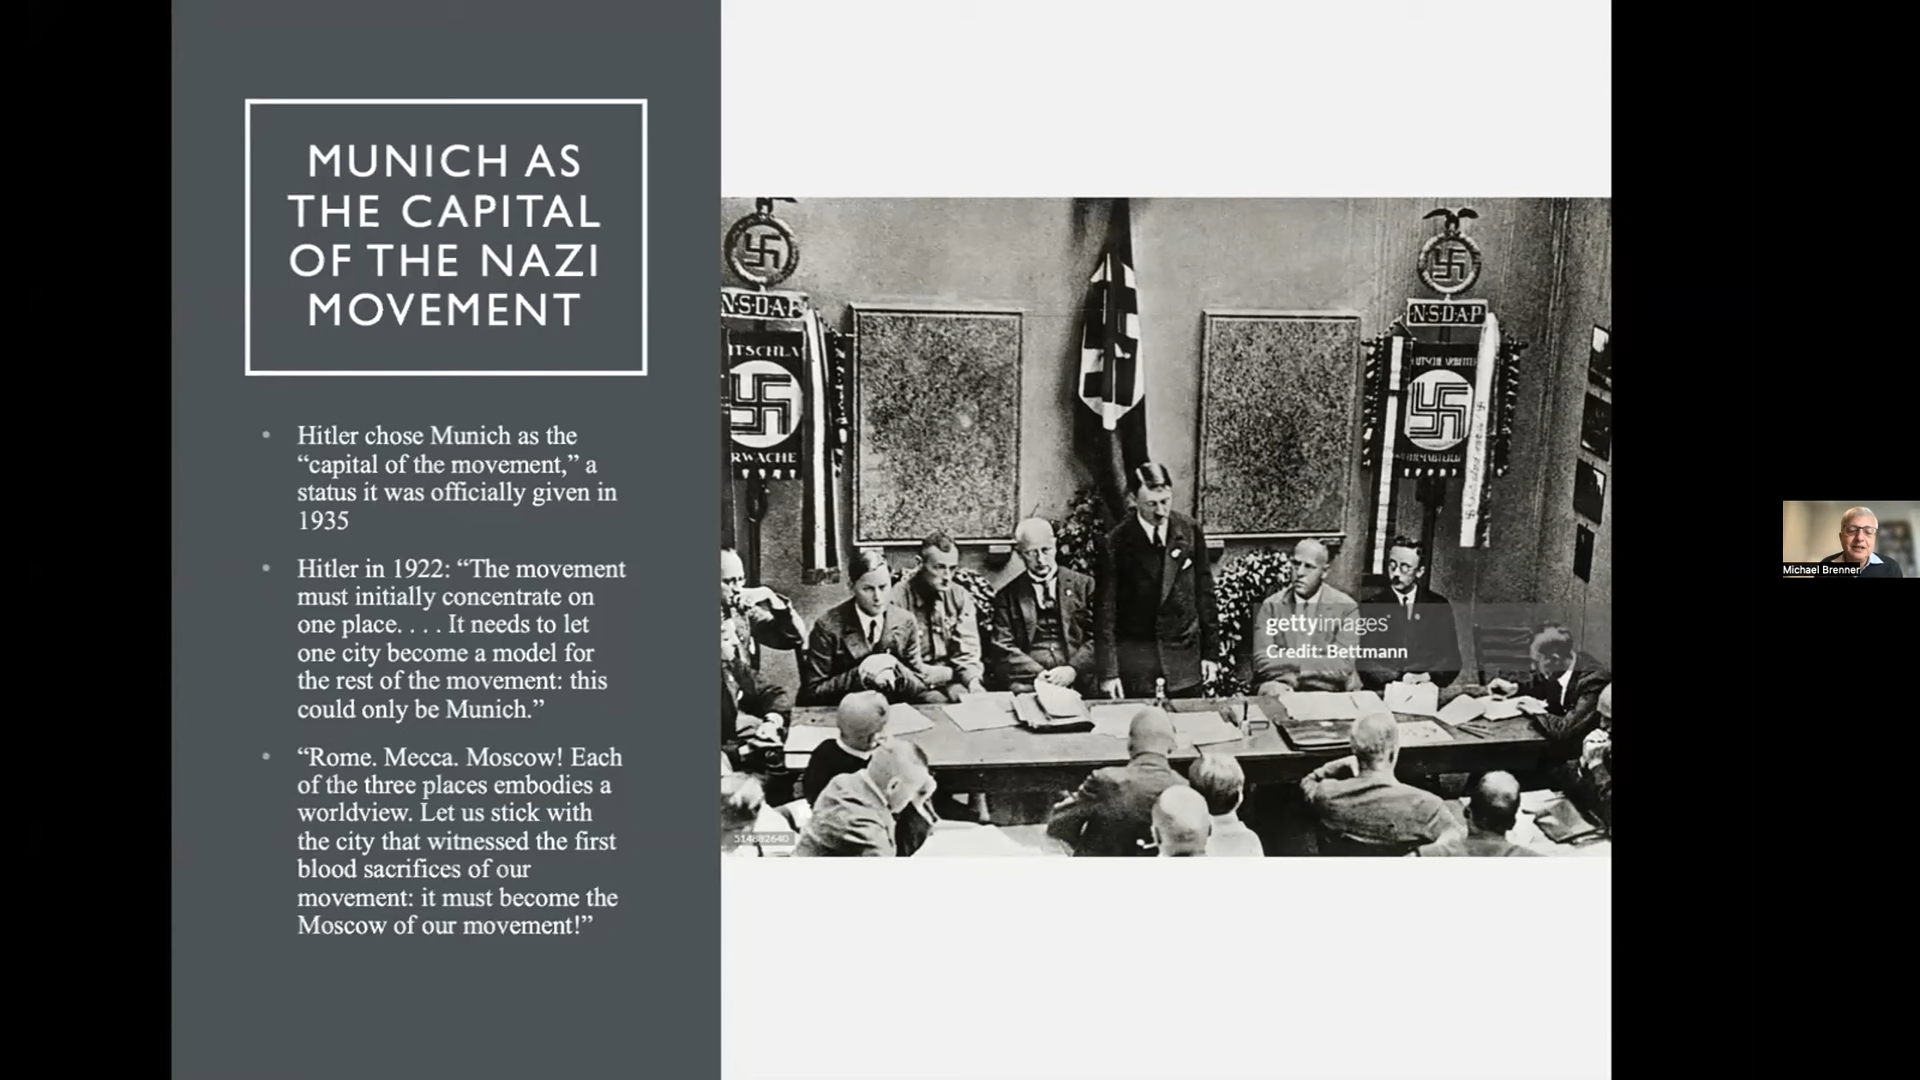 MUNICH AS
THE CAPITAL
OF THE NAZI
MOVEMENT
• Hitler chose Munich as the
“capital of the movement,” a
status it was officially given in
1935
• Hitler in 1922: “The movement
must initially concentrate on
one place. . . . It needs to let
one city become a model for
the rest of the movement: this
could only be Munich.”
• “Rome. Mecca. Moscow! Each
of the three places embodies a
worldview. Let us stick with
the city that witnessed the first
blood sacrifices of our
movement: it must become the
Moscow of our movement!”
N·S·D·A·P
TSCHLA
RWACHE
N·S·D·A·P
gettyimages
Credit: Bettmann
514882640
Michael Brenner